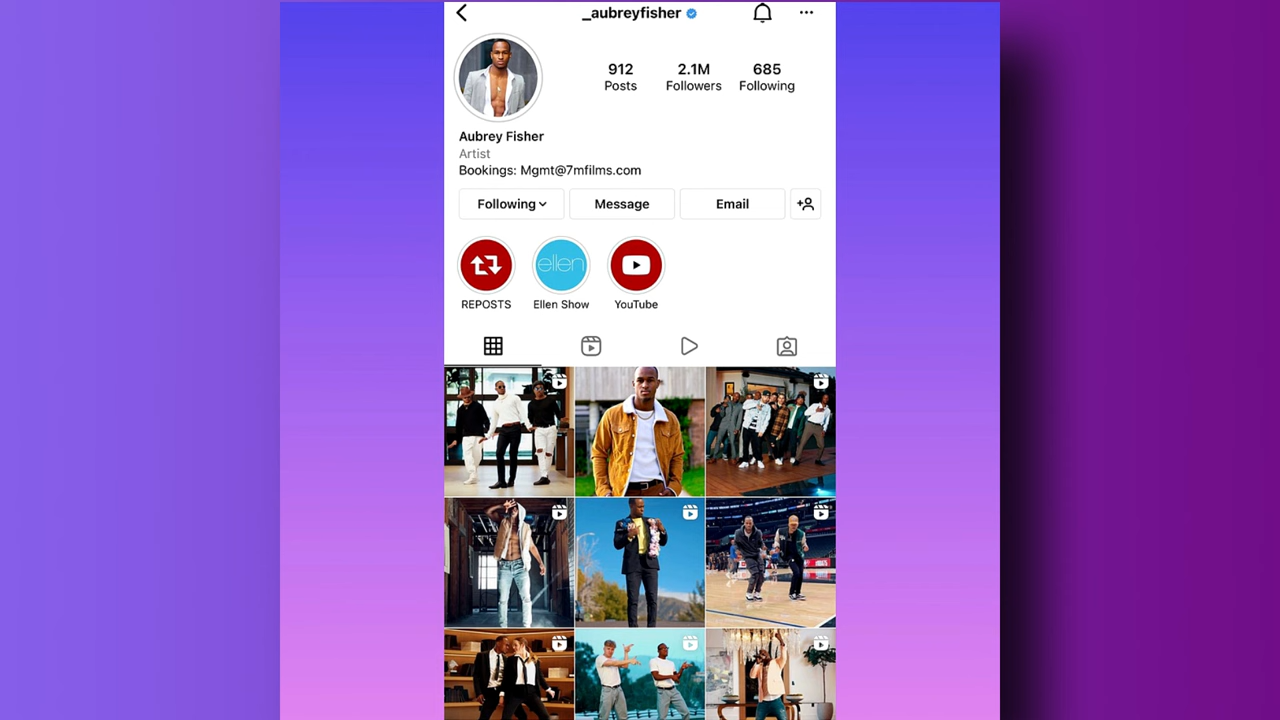 _aubreyfisher
912 2.1M 685
Posts Followers Following
Aubrey Fisher
Artist
Bookings: Mgmt@7mfilms.com
Following Message Email
ellen
REPOSTS Ellen Show YouTube